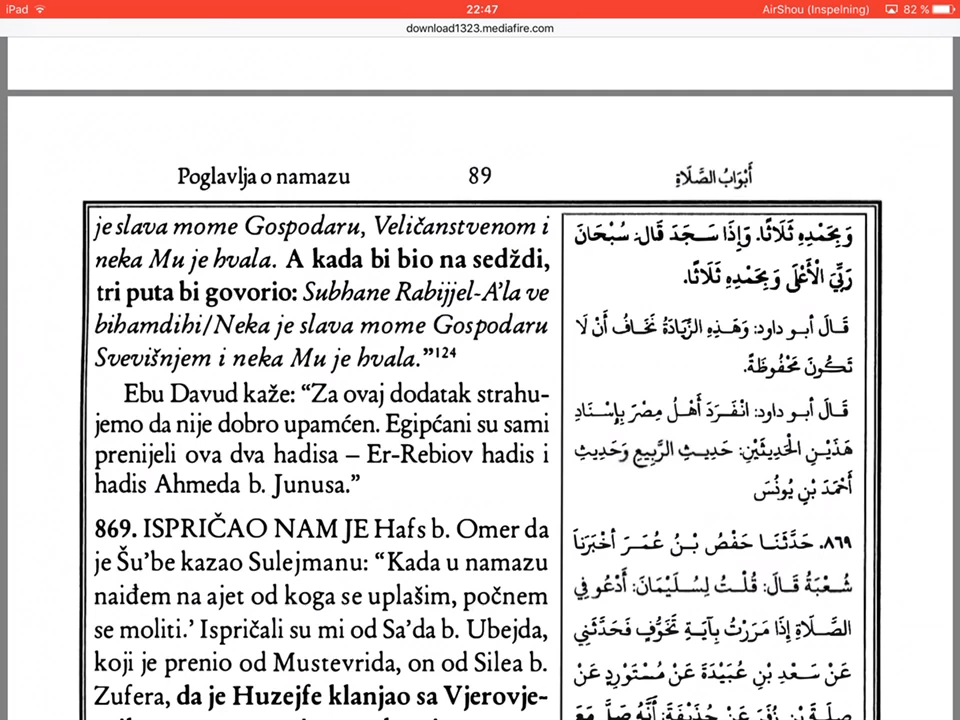 iPad 22:47 AirShou (Inspelning) 82 %
download1323.mediafire.com
Poglavlja o namazu 89 أَبْوَابُ الصَّلَاةِ
je slava mome Gospodaru, Veličanstvenom i
neka Mu je hvala. A kada bi bio na sedždi,
tri puta bi govorio: Subhane Rabijjel-A’la ve
bihamdihi/Neka je slava mome Gospodaru
Svevišnjem i neka Mu je hvala.”124
Ebu Davud kaže: “Za ovaj dodatak strahu-
jemo da nije dobro upamćen. Egipćani su sami
prenijeli ova dva hadisa – Er-Rebiov hadis i
hadis Ahmeda b. Junusa.”
869. ISPRIČAO NAM JE Hafs b. Omer da
je Šu’be kazao Sulejmanu: “Kada u namazu
naiđem na ajet od koga se uplašim, počnem
se moliti.’ Ispričali su mi od Sa’da b. Ubejda,
koji je prenio od Mustevrida, on od Silea b.
Zufera, da je Huzejfe klanjao sa Vjerovje-
وَبِحَمْدِهِ ثَلَاثًا. وَإِذَا سَجَدَ قَالَ: سُبْحَانَ
رَبِّيَ الْأَعْلَى وَبِحَمْدِهِ ثَلَاثًا.
قَالَ أبو داود: وَهَذِهِ الزِّيَادَةُ نَخَافُ أَنْ لَا
تَكُونَ مَحْفُوظَةً.
قَالَ أبو داود: انْفَرَدَ أَهْلُ مِصْرَ بِإِسْنَادِ
هَذَيْنِ الْحَدِيثَيْنِ: حَدِيثِ الرَّبِيعِ وَحَدِيثِ
أَحْمَدَ بْنِ يُونُسَ
٨٦٩. حَدَّثَنَا حَفْصُ بْنُ عُمَرَ أَخْبَرَنَا
شُعْبَةُ قَالَ: قُلْتُ لِسُلَيْمَانَ: أَدْعُو فِي
الصَّلَاةِ إِذَا مَرَرْتُ بِآيَةِ تَخَوُّفٍ فَحَدَّثَنِي
عَنْ سَعْدِ بْنِ عُبَيْدَةَ عَنْ مُسْتَوْرِدٍ عَنْ
صِلَةَ بْنِ زُفَرَ عَنْ حُذَيْفَةَ: أَنَّهُ صَلَّى مَعَ